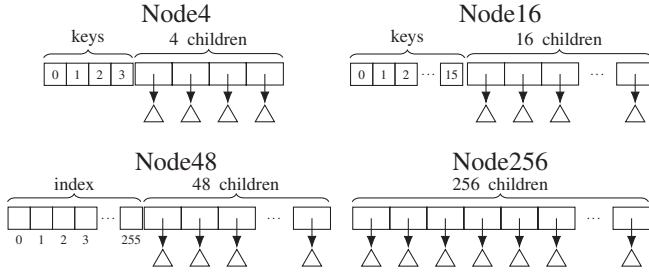 Node4
keys 4 children
0 1 2 3
Node16
keys 16 children
0 1 2 ... 15 ...
Node48
index 48 children
... ...
0 1 2 3 255
Node256
256 children
...